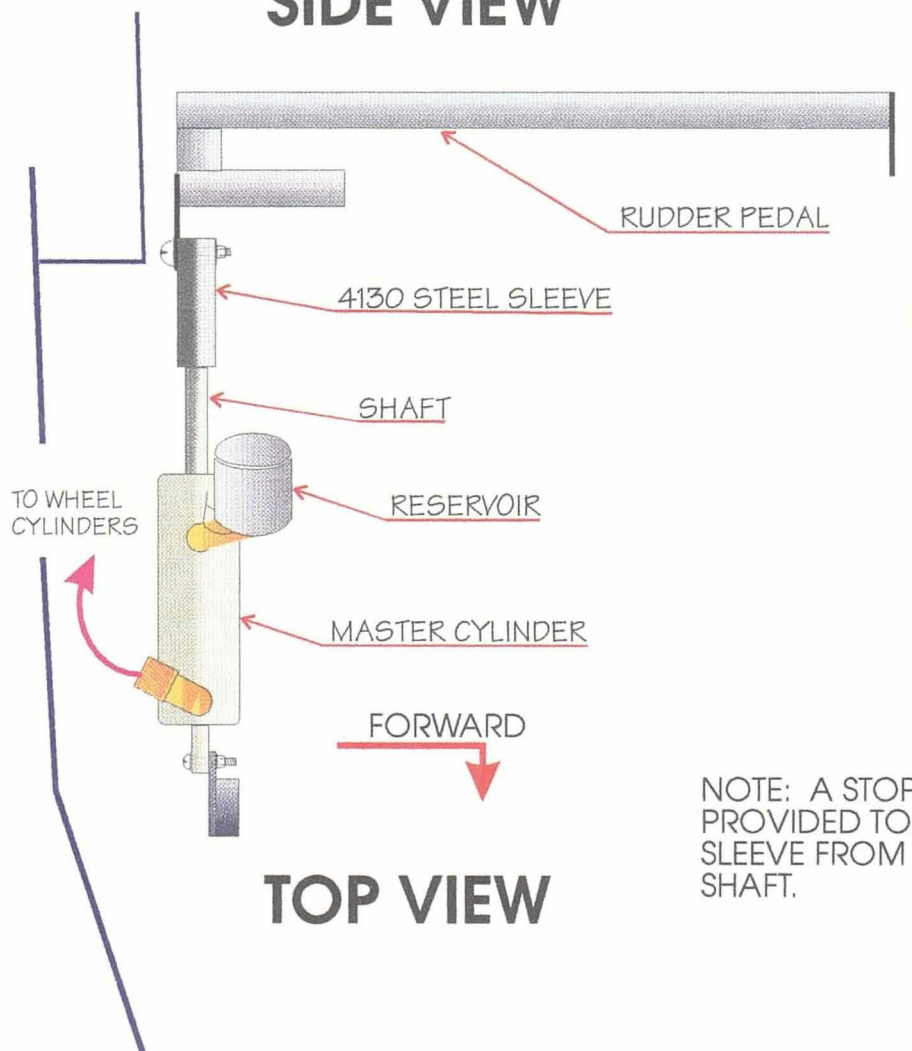 SIDE VIEW
RUDDER PEDAL
4130 STEEL SLEEVE
SHAFT
RESERVOIR
TO WHEEL
CYLINDERS
MASTER CYLINDER
FORWARD
NOTE: A STOP
PROVIDED TO
SLEEVE FROM
SHAFT.
TOP VIEW